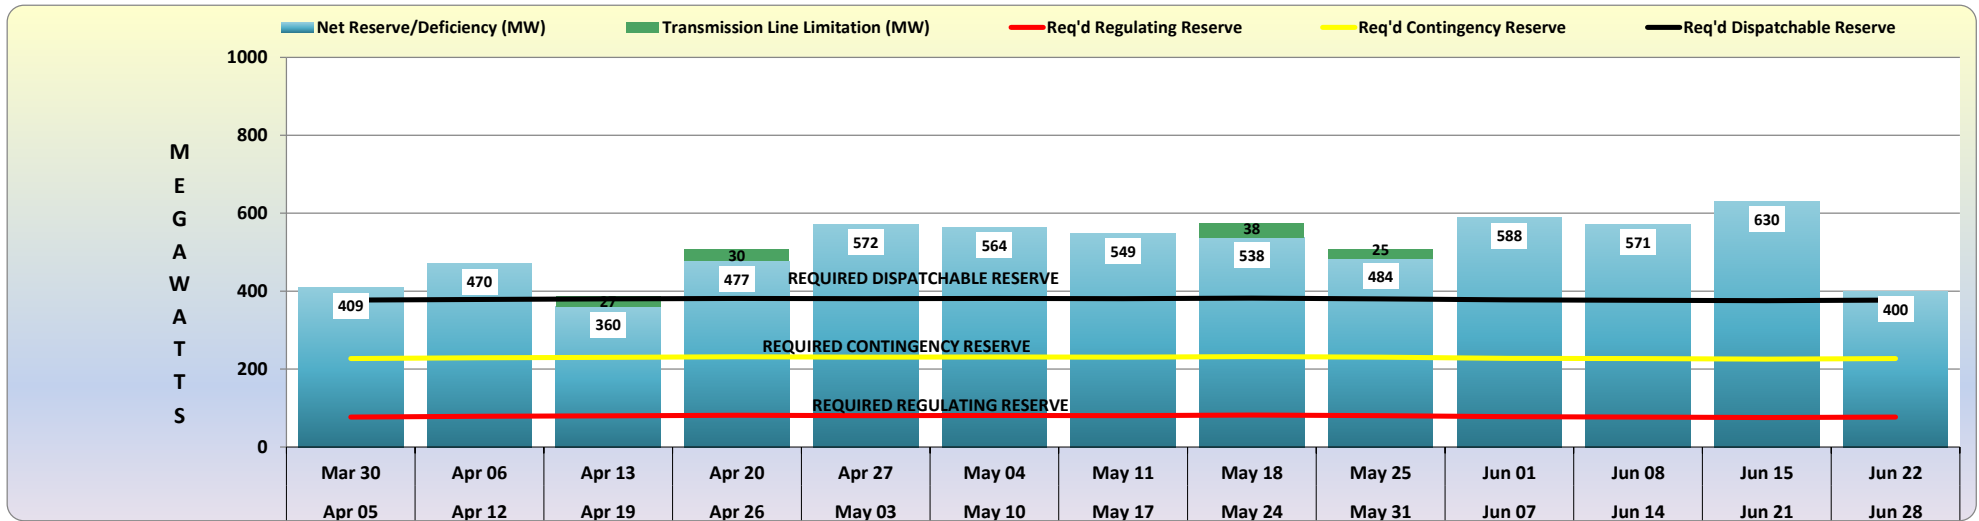 Net Reserve/Deficiency (MW) Transmission Line Limitation (MW) Req'd Regulating Reserve Req'd Contingency Reserve Req'd Dispatchable Reserve
MEGAWATTS
1000
800
600
400
200
0
409 470 27 360 30 477 572 564 549 38 538 25 484 588 571 630 400
REQUIRED DISPATCHABLE RESERVE
REQUIRED CONTINGENCY RESERVE
REQUIRED REGULATING RESERVE
Mar 30 Apr 06 Apr 13 Apr 20 Apr 27 May 04 May 11 May 18 May 25 Jun 01 Jun 08 Jun 15 Jun 22
Apr 05 Apr 12 Apr 19 Apr 26 May 03 May 10 May 17 May 24 May 31 Jun 07 Jun 14 Jun 21 Jun 28